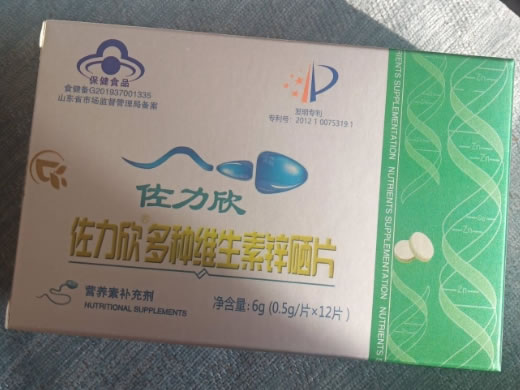 保健食品
食健备G201937001335
山东省市场监督管理局备案
发明专利
专利号: 2012 1 0075319.1
佐力欣
佐力欣®多种维生素锌硒片
营养素补充剂
NUTRITIONAL SUPPLEMENTS
净含量: 6g (0.5g/片×12片)
NUTRIENTS SUPPLEMENTATION
NUTRIENTS SUPPLEMENTATION
Zn
Zn
Zn